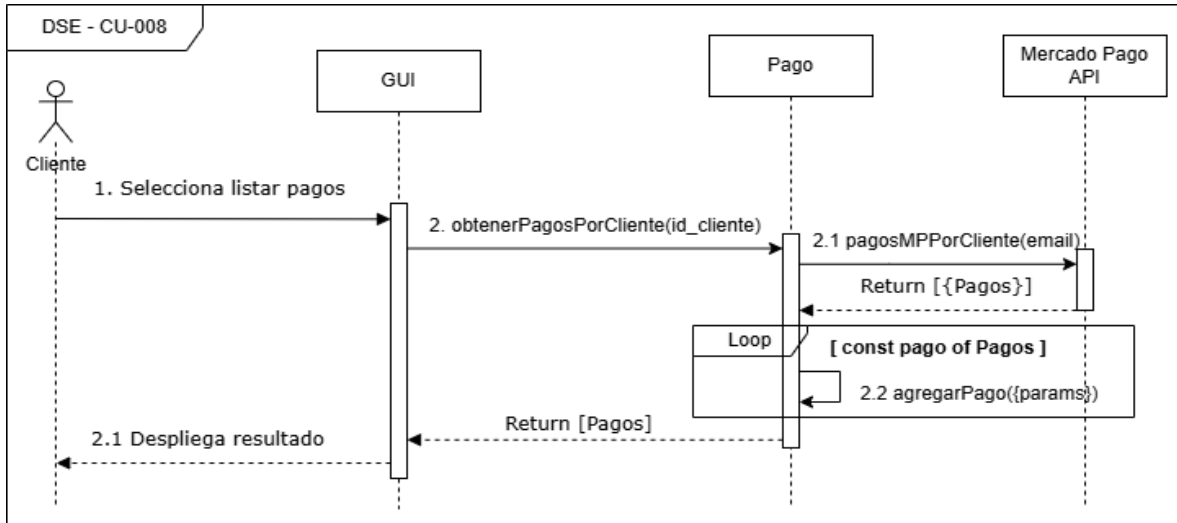 DSE - CU-008
Cliente
GUI
Pago
Mercado Pago
API
1. Selecciona listar pagos
2. obtenerPagosPorCliente(id_cliente)
2.1 pagosMPPorCliente(email)
Return [{Pagos}]
Loop
[ const pago of Pagos ]
2.2 agregarPago({params})
Return [Pagos]
2.1 Despliega resultado